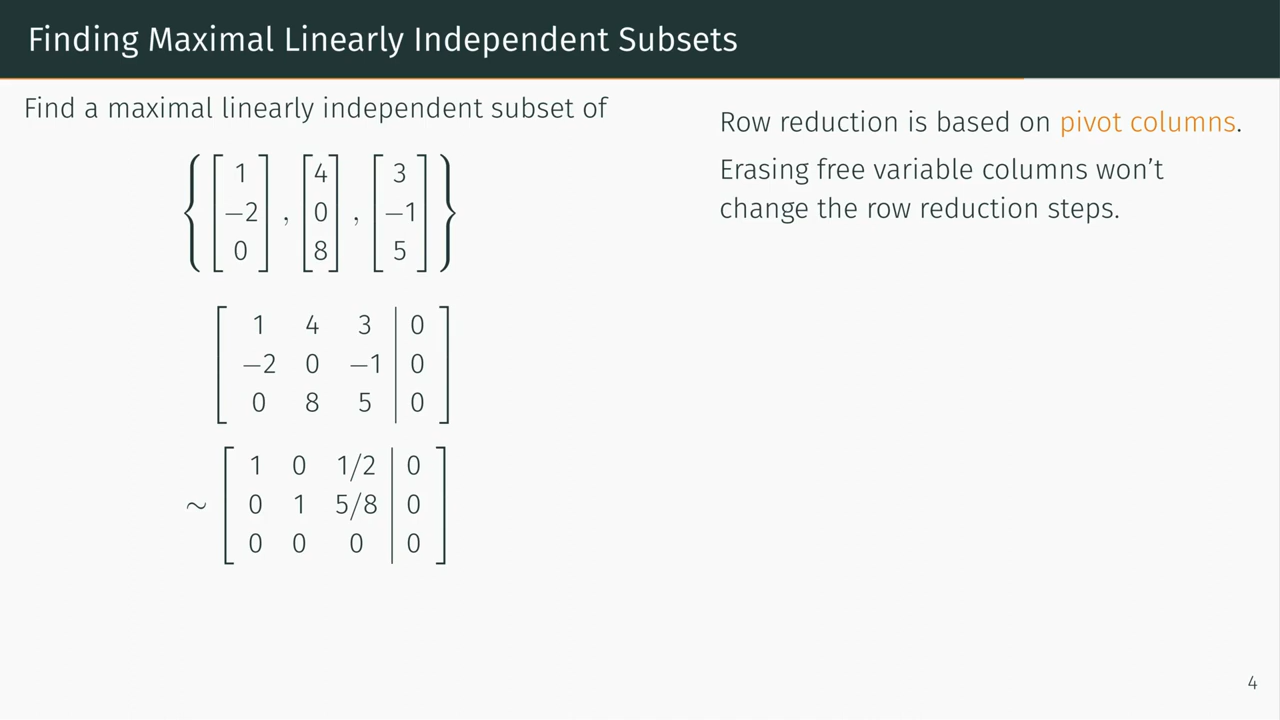 Finding Maximal Linearly Independent Subsets
Find a maximal linearly independent subset of
{ [1 −2 0], [4 0 8], [3 −1 5] }
1 4 3 | 0
−2 0 −1 | 0
0 8 5 | 0
1 0 1/2 | 0
∼ 0 1 5/8 | 0
0 0 0 | 0
Row reduction is based on pivot columns.
Erasing free variable columns won’t
change the row reduction steps.
4